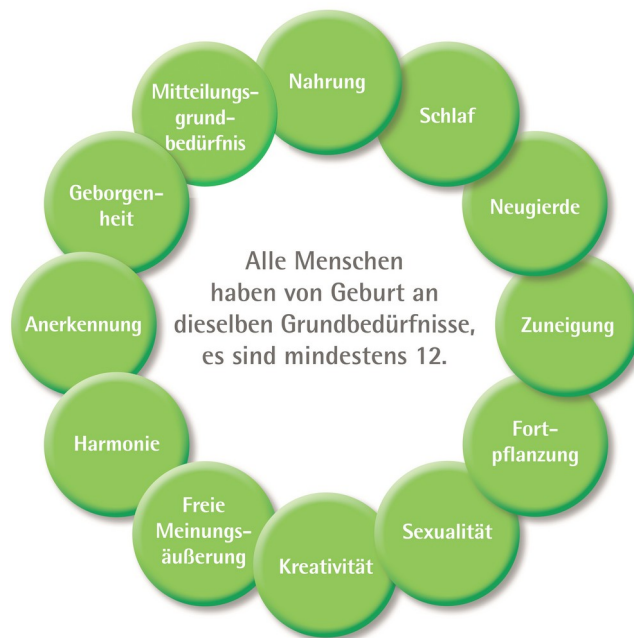 Nahrung
Schlaf
Neugierde
Zuneigung
Fort-
pflanzung
Sexualität
Kreativität
Freie
Meinungs-
äußerung
Harmonie
Anerkennung
Geborgen-
heit
Mitteilungs-
grund-
bedürfnis
Alle Menschen
haben von Geburt an
dieselben Grundbedürfnisse,
es sind mindestens 12.